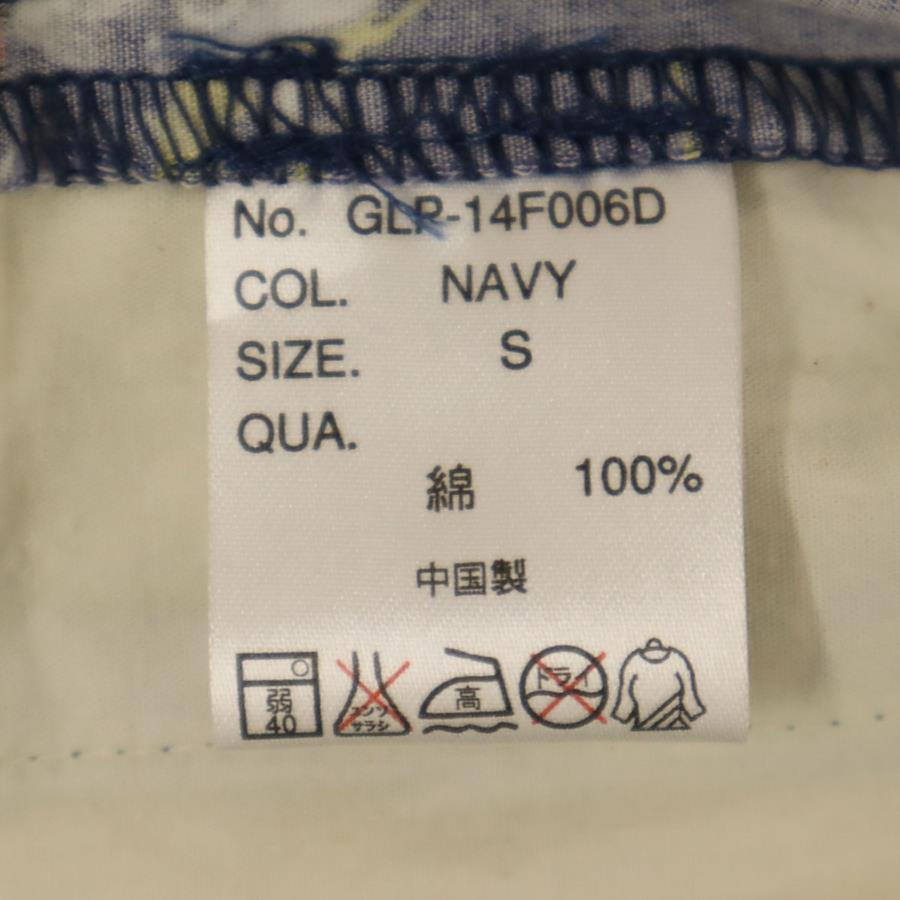 No. GLP-14F006D
COL. NAVY
SIZE. S
QUA.
綿 100%
中国製
弱
40
エンソ
サラシ
高
ドライ